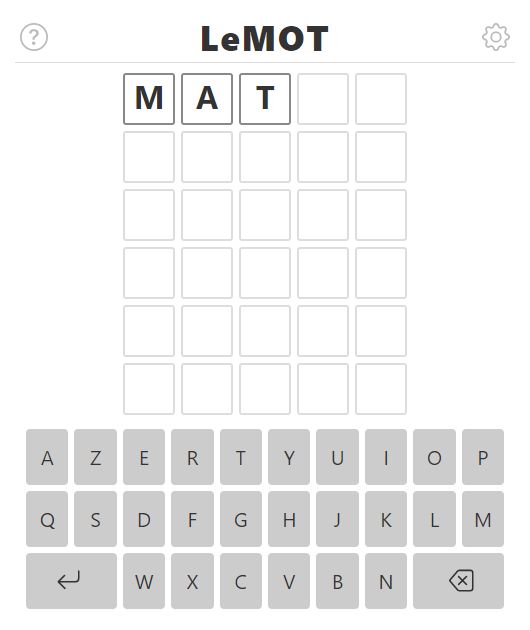 ?
LeMOT
M A T
A Z E R T Y U I O P
Q S D F G H J K L M
W X C V B N